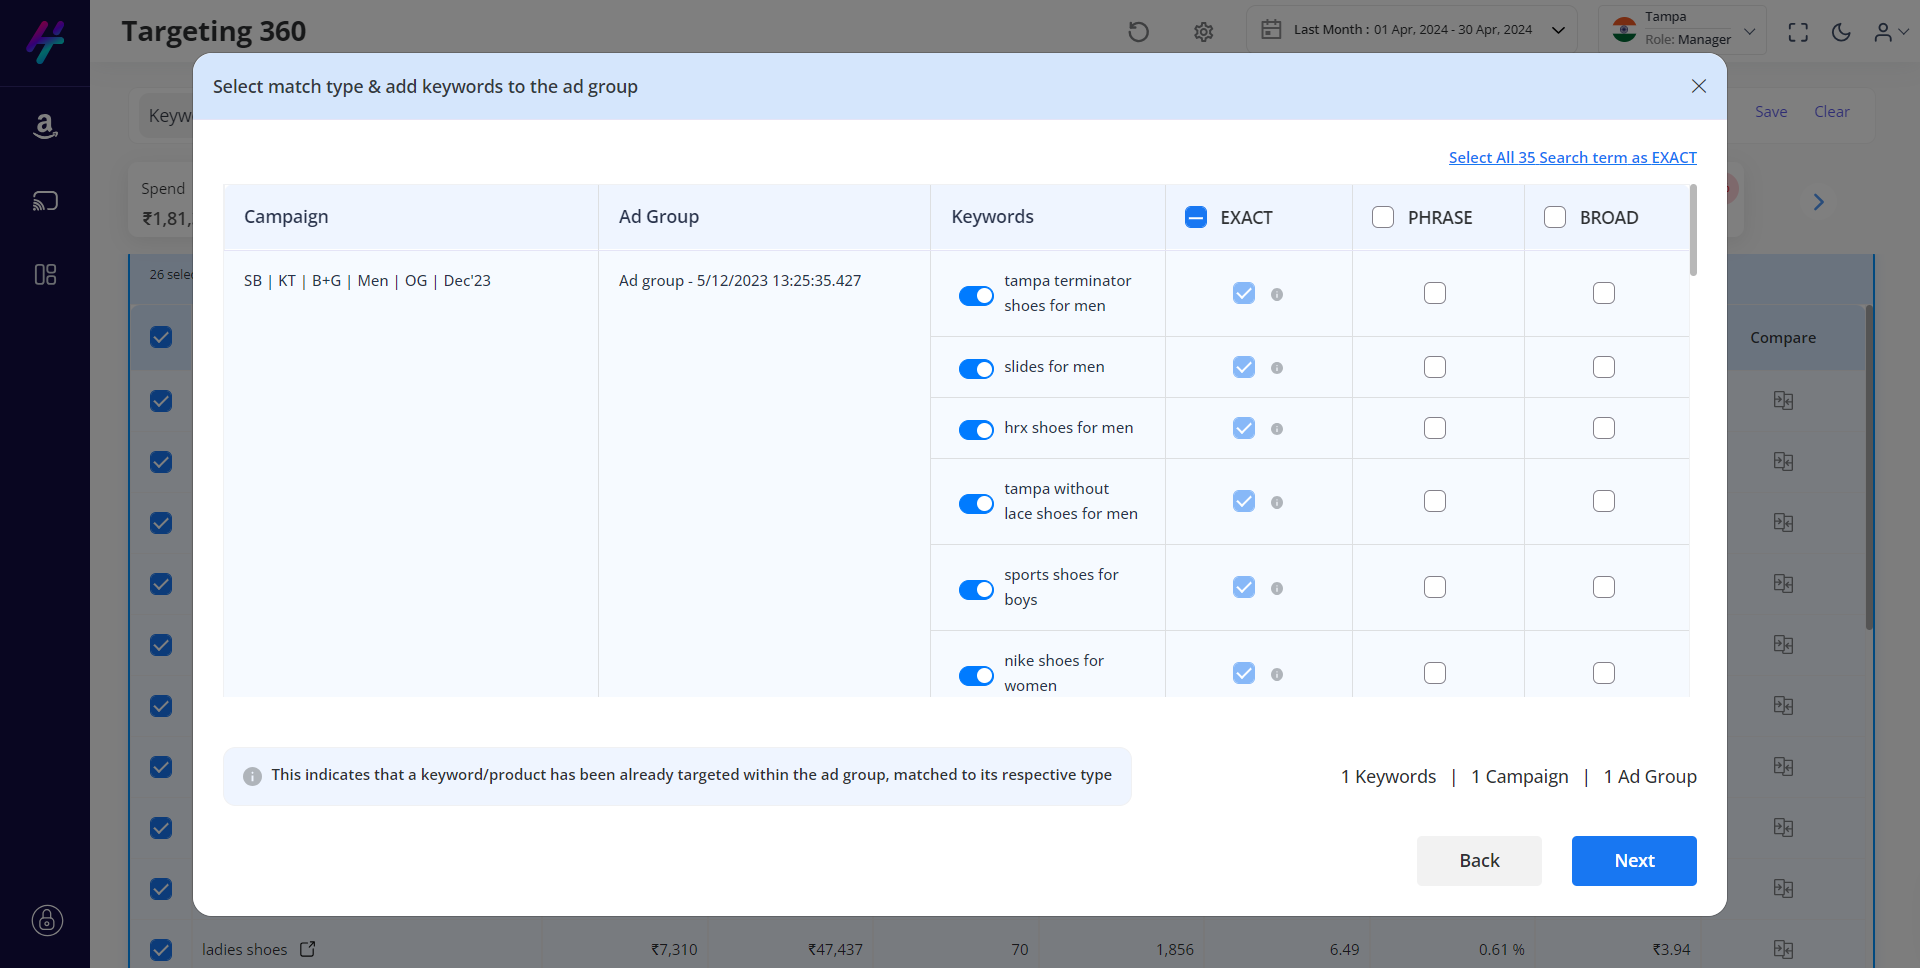 Targeting 360
Last Month : 01 Apr, 2024 - 30 Apr, 2024
Tampa
Role: Manager
Select match type & add keywords to the ad group
Save
Clear
Select All 35 Search term as EXACT
Spend
₹1,81,
26 selec
Compare
Campaign
Ad Group
Keywords
EXACT
PHRASE
BROAD
SB | KT | B+G | Men | OG | Dec'23
Ad group - 5/12/2023 13:25:35.427
tampa terminator
shoes for men
slides for men
hrx shoes for men
tampa without
lace shoes for men
sports shoes for
boys
nike shoes for
women
This indicates that a keyword/product has been already targeted within the ad group, matched to its respective type
1 Keywords | 1 Campaign | 1 Ad Group
Back
Next
ladies shoes
₹7,310
₹47,437
70
1,856
6.49
0.61 %
₹3.94